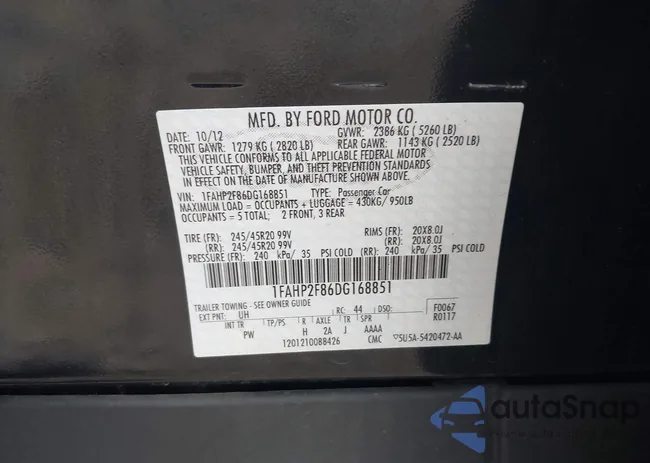 MFD. BY FORD MOTOR CO.
DATE: 10/12 GVWR: 2386 KG ( 5260 LB)
FRONT GAWR: 1279 KG ( 2820 LB) REAR GAWR: 1143 KG ( 2520 LB)
THIS VEHICLE CONFORMS TO ALL APPLICABLE FEDERAL MOTOR
VEHICLE SAFETY, BUMPER, AND THEFT PREVENTION STANDARDS
IN EFFECT ON THE DATE OF MANUFACTURE SHOWN ABOVE.
VIN: 1FAHP2F86DG168851 TYPE: Passenger Car
MAXIMUM LOAD = OCCUPANTS + LUGGAGE = 430KG/ 950LB
OCCUPANTS = 5 TOTAL; 2 FRONT, 3 REAR
TIRE (FR): 245/45R20 99V RIMS (FR): 20X8.0J
(RR): 245/45R20 99V (RR): 20X8.0J
PRESSURE (FR): 240 kPa/ 35 PSI COLD (RR): 240 kPa/ 35 PSI COLD
1FAHP2F86DG168851
TRAILER TOWING - SEE OWNER GUIDE
EXT PNT: UH RC: 44 DSO: F0067
INT TR TP/PS R AXLE TR SPR R0117
PW H 2A J AAAA
1201210088426 CMC 5U5A-5420472-AA
autoSnap